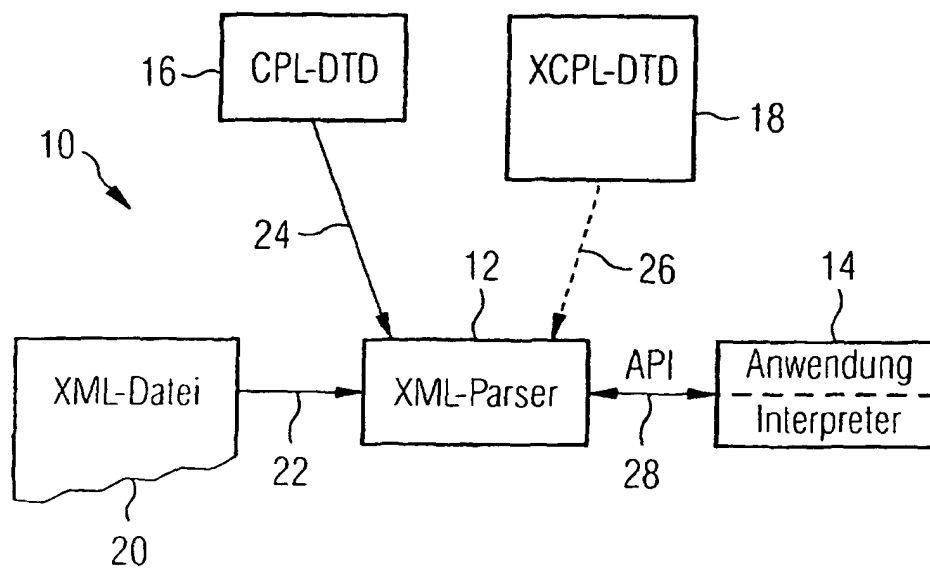 16
CPL-DTD
XCPL-DTD
18
10
24
26
12
14
XML-Datei
XML-Parser
API
Anwendung
Interpreter
22
28
20